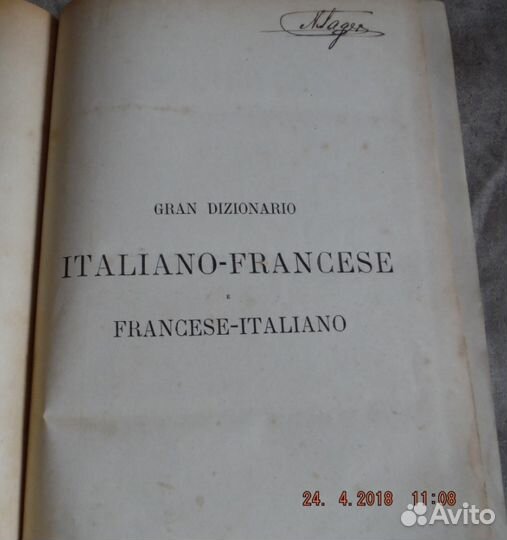 GRAN DIZIONARIO
ITALIANO-FRANCESE
E
FRANCESE-ITALIANO
24. 4.2018 11:08
Avito